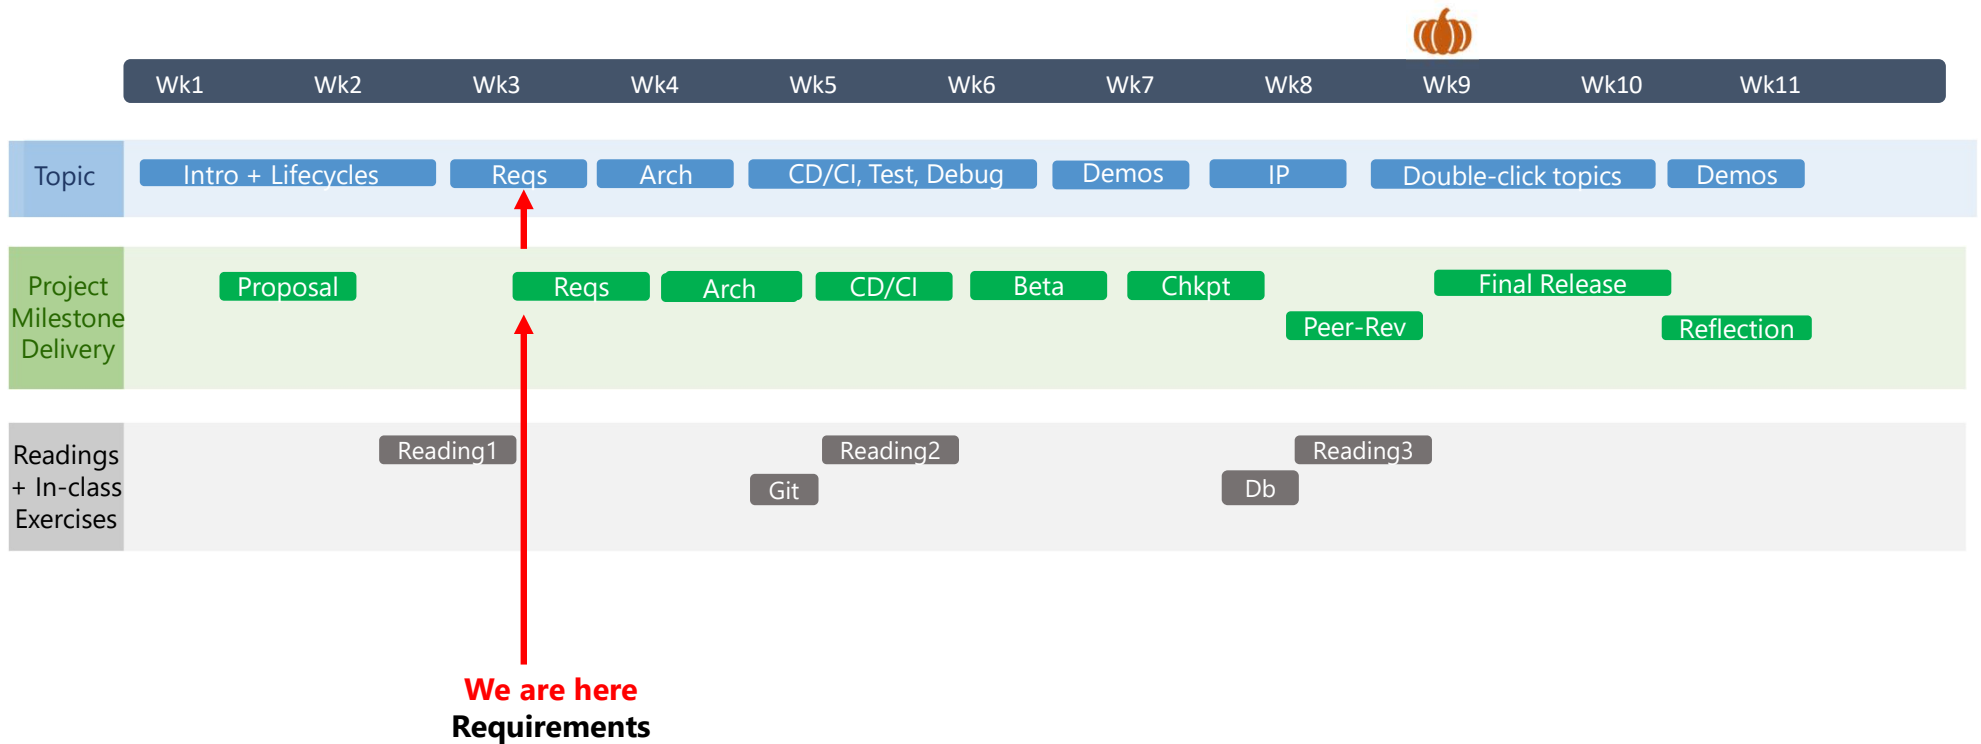 Wk1 Wk2 Wk3 Wk4 Wk5 Wk6 Wk7 Wk8 Wk9 Wk10 Wk11
Topic
Intro + Lifecycles Reqs Arch CD/CI, Test, Debug Demos IP Double-click topics Demos
Project
Milestone
Delivery
Proposal Reqs Arch CD/CI Beta Chkpt Final Release
Peer-Rev Reflection
Readings
+ In-class
Exercises
Reading1 Reading2 Reading3
Git Db
We are here
Requirements